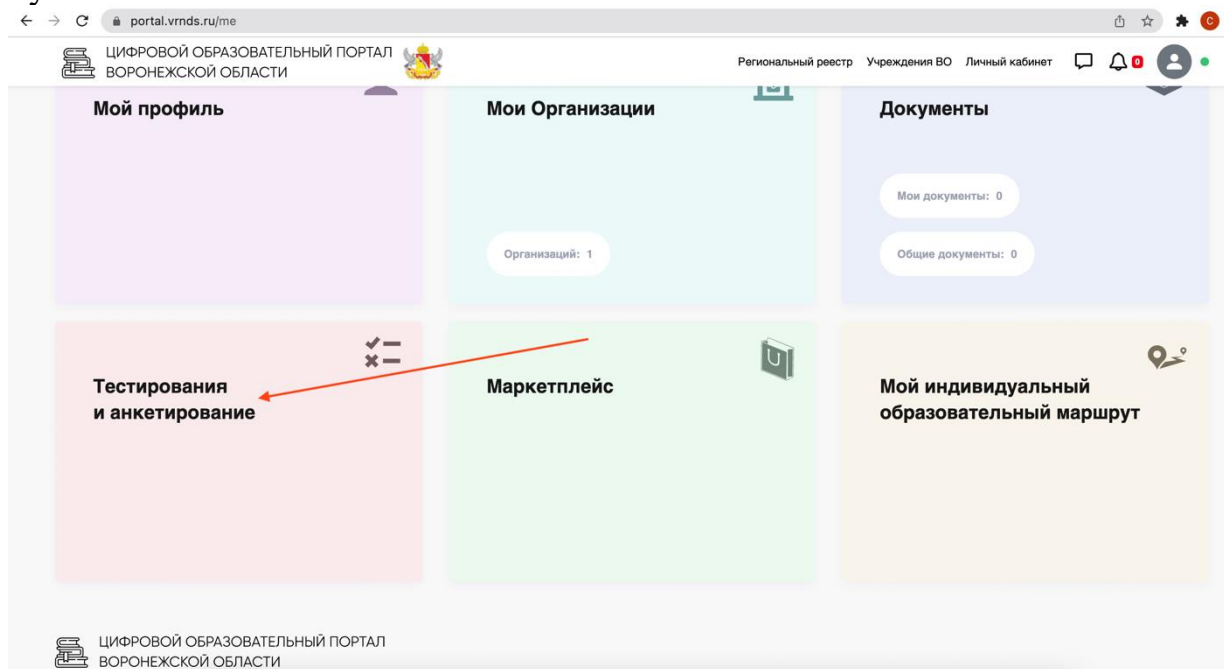 portal.vrnds.ru/me
C
ЦИФРОВОЙ ОБРАЗОВАТЕЛЬНЫЙ ПОРТАЛ
ВОРОНЕЖСКОЙ ОБЛАСТИ
Региональный реестр Учреждения ВО Личный кабинет 0
Мой профиль
Мои Организации
Организаций: 1
Документы
Мои документы: 0
Общие документы: 0
Тестирования
и анкетирование
Маркетплейс
Мой индивидуальный
образовательный маршрут
ЦИФРОВОЙ ОБРАЗОВАТЕЛЬНЫЙ ПОРТАЛ
ВОРОНЕЖСКОЙ ОБЛАСТИ